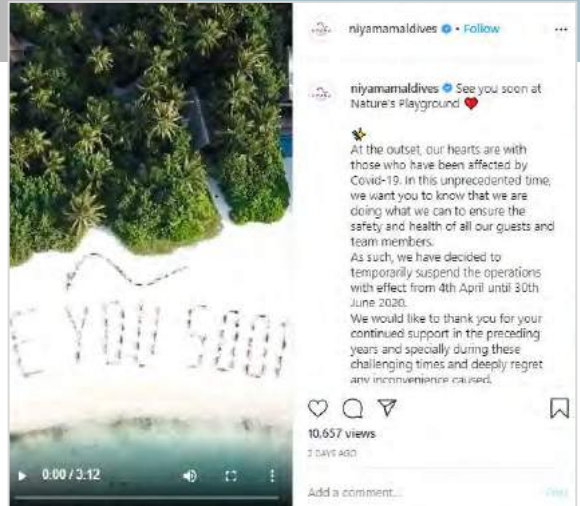 niyamamaldives • Follow ...
niyamamaldives See you soon at
Nature's Playground
At the outset, our hearts are with
those who have been affected by
Covid-19. In this unprecedented time,
we want you to know that we are
doing what we can to ensure the
safety and health of all our guests and
team members.
As such, we have decided to
temporarily suspend the operations
with effect from 4th April until 30th
June 2020.
We would like to thank you for your
continued support in the preceding
years and specially during these
challenging times and deeply regret
any inconvenience caused.
E YOU SOO
0:00 / 3:12
10,657 views
2 DAYS AGO
Add a comment...
Post